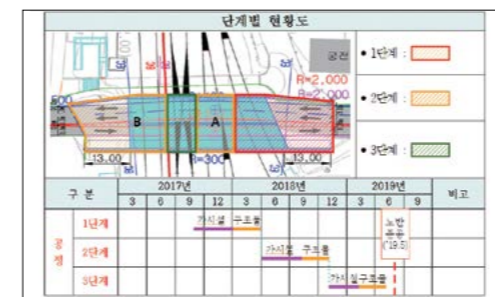 단계별 현황도
궁전
R=2,000
R=2,000
• 1단계 :
• 2단계 :
• 3단계 :
500
B
A
13.00
R=300
13.00
구 분 2017년 2018년 2019년 비고
3 6 9 12 3 6 9 12 3 6 9
공정
1단계 가시설 구조물
2단계 가시설 구조물
3단계 가시설 구조물
노반
('19.5)